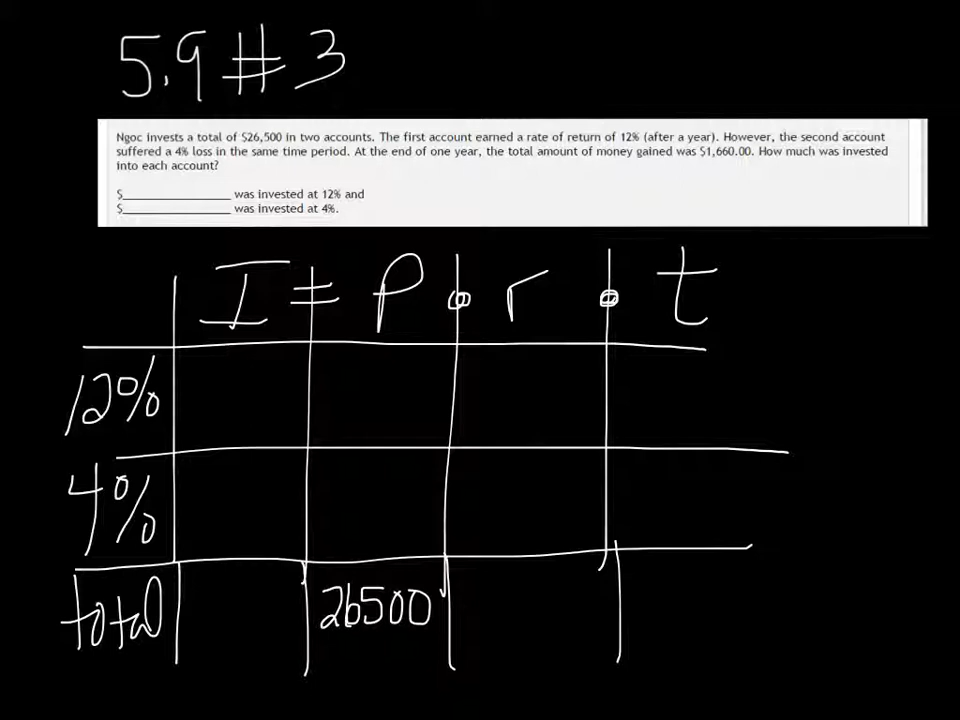 5.9 # 3
Ngoc invests a total of $26,500 in two accounts. The first account earned a rate of return of 12% (after a year). However, the second account
suffered a 4% loss in the same time period. At the end of one year, the total amount of money gained was $1,660.00. How much was invested
into each account?
$_________________ was invested at 12% and
$_________________ was invested at 4%.
I = P · r · t
12%
4%
total 26500